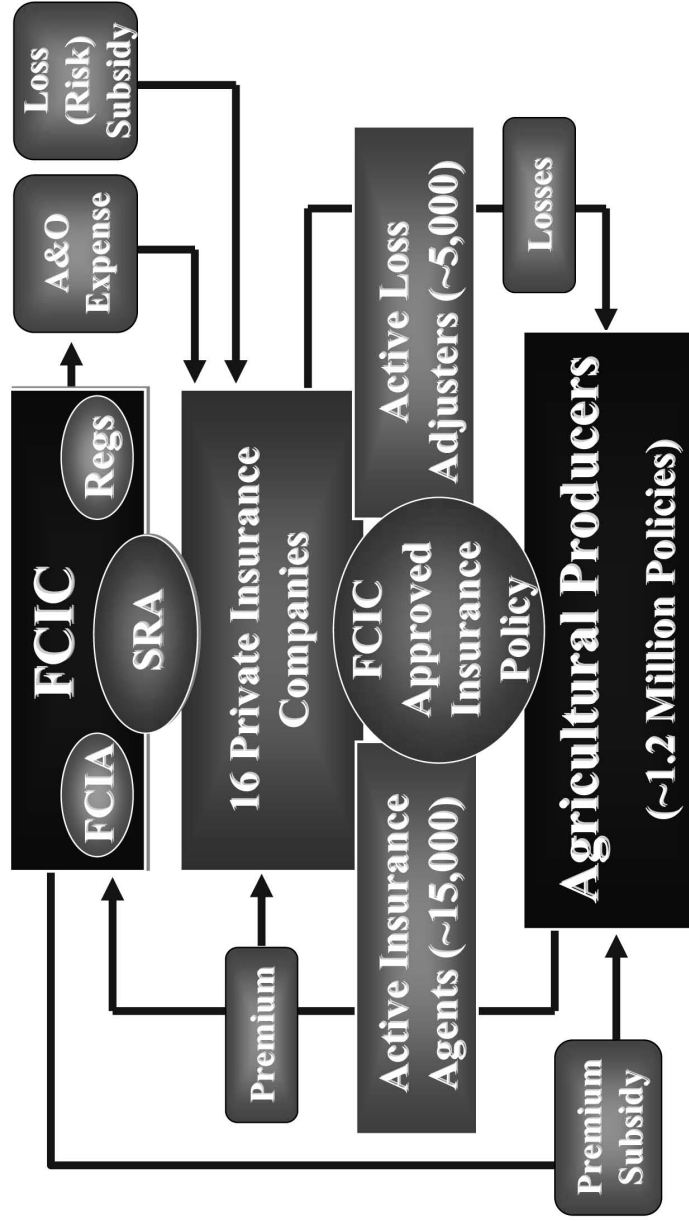 FCIC
FCIA
Regs
SRA
A&O
Expense
Loss
(Risk)
Subsidy
Premium
16 Private Insurance
Companies
Active Insurance
Agents (~15,000)
FCIC
Approved
Insurance
Policy
Active Loss
Adjusters (~5,000)
Losses
Premium
Subsidy
Agricultural Producers
(~1.2 Million Policies)